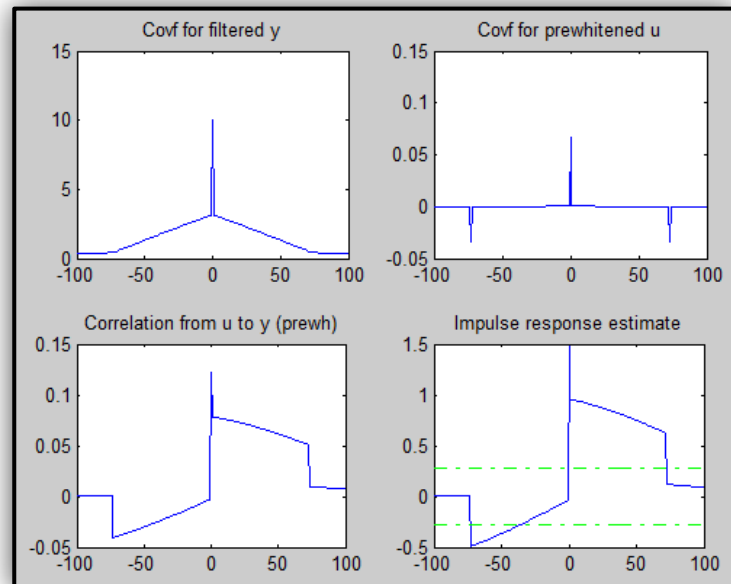 Covf for filtered y
15
10
5
0
-100 -50 0 50 100
Covf for prewhitened u
0.15
0.1
0.05
0
-0.05
-100 -50 0 50 100
Correlation from u to y (prewh)
0.15
0.1
0.05
0
-0.05
-100 -50 0 50 100
Impulse response estimate
1.5
1
0.5
0
-0.5
-100 -50 0 50 100